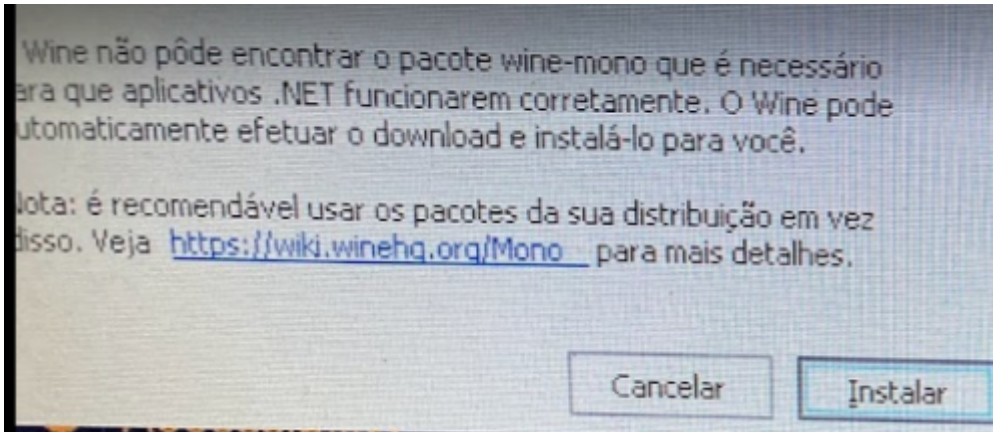 Wine não pôde encontrar o pacote wine-mono que é necessário
ara que aplicativos .NET funcionarem corretamente. O Wine pode
utomaticamente efetuar o download e instalá-lo para você.
lota: é recomendável usar os pacotes da sua distribuição em vez
disso. Veja https://wiki.winehq.org/Mono para mais detalhes.
Cancelar
Instalar